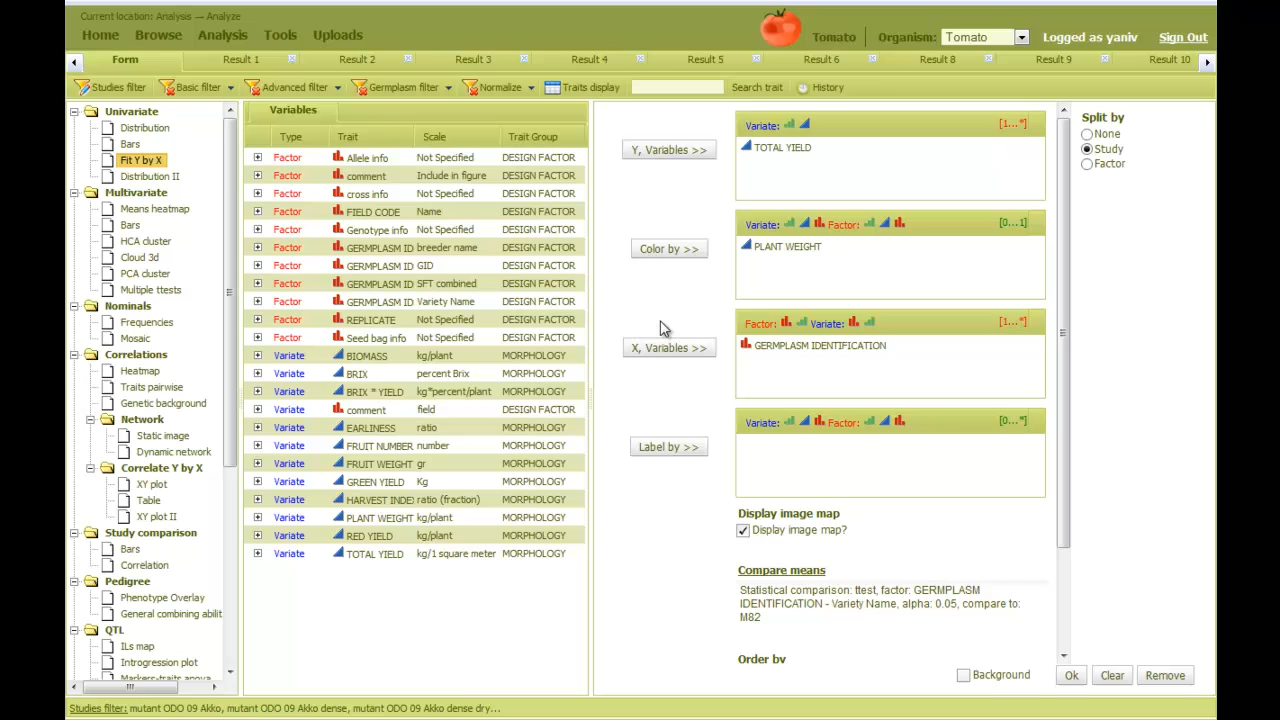 Current location: Analysis → Analyze
Home Browse Analysis Tools Uploads
Tomato Organism: Tomato Logged as yaniv Sign Out
Form Result 1 Result 2 Result 3 Result 4 Result 5 Result 6 Result 8 Result 9 Result 10
Studies filter Basic filter Advanced filter Germplasm filter Normalize Traits display Search trait History
Univariate
Distribution
Bars
Fit Y by X
Distribution II
Multivariate
Means heatmap
Bars
HCA cluster
Cloud 3d
PCA cluster
Multiple ttests
Nominals
Frequencies
Mosaic
Correlations
Heatmap
Traits pairwise
Genetic background
Network
Static image
Dynamic network
Correlate Y by X
XY plot
Table
XY plot II
Study comparison
Bars
Correlation
Pedigree
Phenotype Overlay
General combining abilit
QTL
ILs map
Introgression plot
Markers-traits anova
Variables
Type Trait Scale Trait Group
Factor Allele info Not Specified DESIGN FACTOR
Factor comment Include in figure DESIGN FACTOR
Factor cross info Not Specified DESIGN FACTOR
Factor FIELD CODE Name DESIGN FACTOR
Factor Genotype info Not Specified DESIGN FACTOR
Factor GERMPLASM ID breeder name DESIGN FACTOR
Factor GERMPLASM ID GID DESIGN FACTOR
Factor GERMPLASM ID SFT combined DESIGN FACTOR
Factor GERMPLASM ID Variety Name DESIGN FACTOR
Factor REPLICATE Not Specified DESIGN FACTOR
Factor Seed bag info Not Specified DESIGN FACTOR
Variate BIOMASS kg/plant MORPHOLOGY
Variate BRIX percent Brix MORPHOLOGY
Variate BRIX * YIELD kg*percent/plant MORPHOLOGY
Variate comment field DESIGN FACTOR
Variate EARLINESS ratio MORPHOLOGY
Variate FRUIT NUMBER number MORPHOLOGY
Variate FRUIT WEIGHT gr MORPHOLOGY
Variate GREEN YIELD Kg MORPHOLOGY
Variate HARVEST INDE ratio (fraction) MORPHOLOGY
Variate PLANT WEIGHT kg/plant MORPHOLOGY
Variate RED YIELD kg/plant MORPHOLOGY
Variate TOTAL YIELD kg/1 square meter MORPHOLOGY
Y, Variables >>
Variate: [1...*]
TOTAL YIELD
Color by >>
Variate: Factor: [0...1]
PLANT WEIGHT
X, Variables >>
Factor: Variate: [1...*]
GERMPLASM IDENTIFICATION
Label by >>
Variate: Factor: [0...*]
Display image map
Display image map?
Compare means
Statistical comparison: ttest, factor: GERMPLASM
IDENTIFICATION - Variety Name, alpha: 0.05, compare to:
M82
Order by
Background Ok Clear Remove
Split by
None
Study
Factor
Studies filter: mutant ODO 09 Akko, mutant ODO 09 Akko dense, mutant ODO 09 Akko dense dry...